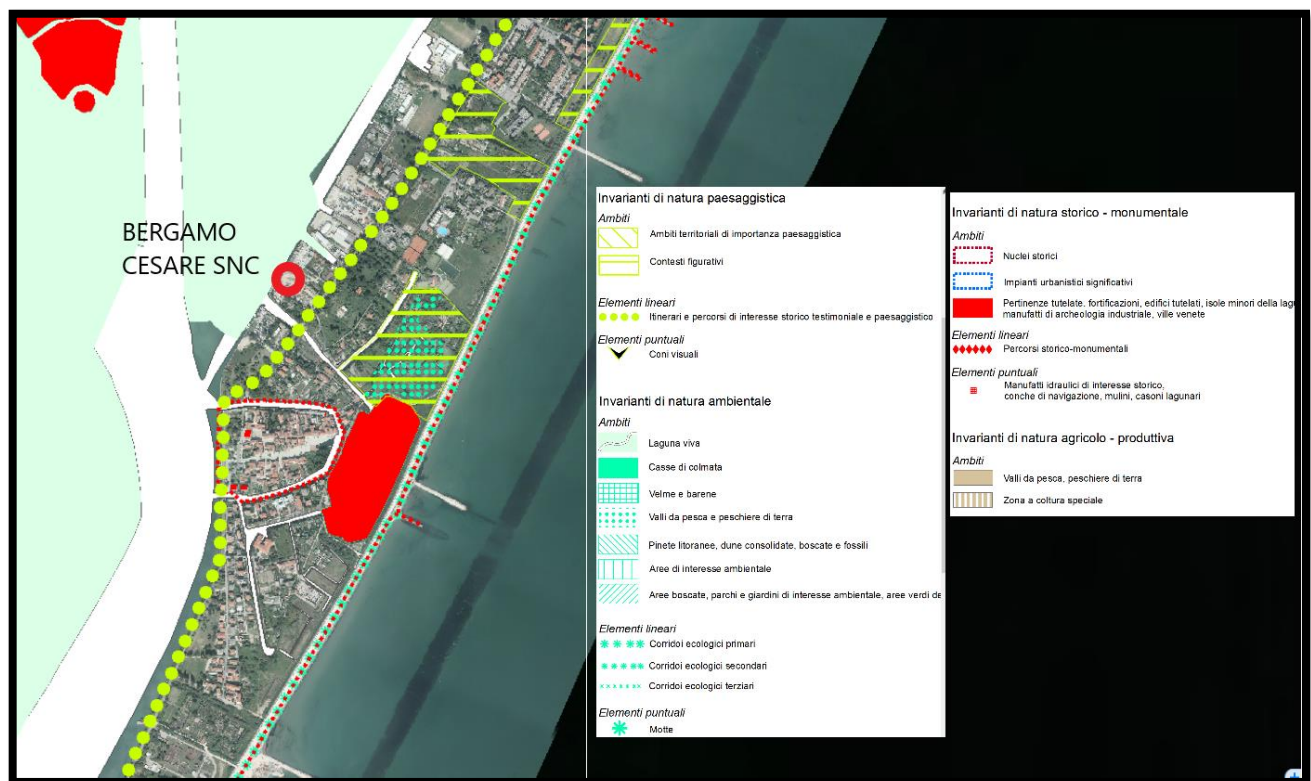 BERGAMO
CESARE SNC
Invarianti di natura paesaggistica
Ambiti
Ambiti territoriali di importanza paesaggistica
Contesti figurativi
Elementi lineari
Itinerari e percorsi di interesse storico testimoniale e paesaggistico
Elementi puntuali
Coni visuali
Invarianti di natura ambientale
Ambiti
Laguna viva
Casse di colmata
Velme e barene
Valli da pesca e peschiere di terra
Pinete litoranee, dune consolidate, boscate e fossili
Aree di interesse ambientale
Aree boscate, parchi e giardini di interesse ambientale, aree verdi de
Elementi lineari
Corridoi ecologici primari
Corridoi ecologici secondari
Corridoi ecologici terziari
Elementi puntuali
Motte
Invarianti di natura storico - monumentale
Ambiti
Nuclei storici
Impianti urbanistici significativi
Pertinenze tutelate, fortificazioni, edifici tutelati, isole minori della lagu
manufatti di archeologia industriale, ville venete
Elementi lineari
Percorsi storico-monumentali
Elementi puntuali
Manufatti idraulici di interesse storico,
conche di navigazione, mulini, casoni lagunari
Invarianti di natura agricolo - produttiva
Ambiti
Valli da pesca, peschiere di terra
Zona a coltura speciale